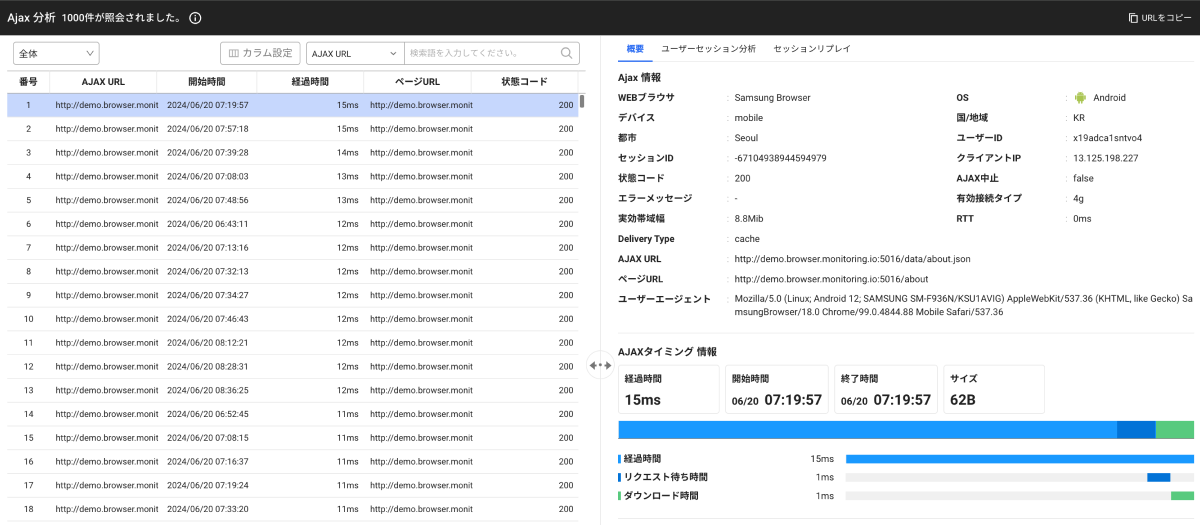 Ajax 分析 1000件が照会されました。
URLをコピー
全体
カラム設定
AJAX URL
検索語を入力してください。
番号 AJAX URL 開始時間 経過時間 ページURL 状態コード
1 http://demo.browser.monit 2024/06/20 07:19:57 15ms http://demo.browser.monit 200
2 http://demo.browser.monit 2024/06/20 07:57:18 15ms http://demo.browser.monit 200
3 http://demo.browser.monit 2024/06/20 07:39:28 14ms http://demo.browser.monit 200
4 http://demo.browser.monit 2024/06/20 07:08:03 13ms http://demo.browser.monit 200
5 http://demo.browser.monit 2024/06/20 07:48:56 13ms http://demo.browser.monit 200
6 http://demo.browser.monit 2024/06/20 06:43:11 12ms http://demo.browser.monit 200
7 http://demo.browser.monit 2024/06/20 07:13:16 12ms http://demo.browser.monit 200
8 http://demo.browser.monit 2024/06/20 07:32:13 12ms http://demo.browser.monit 200
9 http://demo.browser.monit 2024/06/20 07:34:27 12ms http://demo.browser.monit 200
10 http://demo.browser.monit 2024/06/20 07:46:43 12ms http://demo.browser.monit 200
11 http://demo.browser.monit 2024/06/20 08:12:21 12ms http://demo.browser.monit 200
12 http://demo.browser.monit 2024/06/20 08:28:31 12ms http://demo.browser.monit 200
13 http://demo.browser.monit 2024/06/20 08:36:25 12ms http://demo.browser.monit 200
14 http://demo.browser.monit 2024/06/20 06:52:45 11ms http://demo.browser.monit 200
15 http://demo.browser.monit 2024/06/20 07:08:15 11ms http://demo.browser.monit 200
16 http://demo.browser.monit 2024/06/20 07:16:37 11ms http://demo.browser.monit 200
17 http://demo.browser.monit 2024/06/20 07:19:24 11ms http://demo.browser.monit 200
18 http://demo.browser.monit 2024/06/20 07:33:20 11ms http://demo.browser.monit 200
概要 ユーザーセッション分析 セッションリプレイ
Ajax 情報
WEBブラウザ : Samsung Browser OS : Android
デバイス : mobile 国/地域 : KR
都市 : Seoul ユーザーID : x19adca1sntvo4
セッションID : -67104938944594979 クライアントIP : 13.125.198.227
状態コード : 200 AJAX中止 : false
エラーメッセージ : - 有効接続タイプ : 4g
実効帯域幅 : 8.8Mib RTT : 0ms
Delivery Type : cache
AJAX URL : http://demo.browser.monitoring.io:5016/data/about.json
ページURL : http://demo.browser.monitoring.io:5016/about
ユーザーエージェント : Mozilla/5.0 (Linux; Android 12; SAMSUNG SM-F936N/KSU1AVIG) AppleWebKit/537.36 (KHTML, like Gecko) Sa
msungBrowser/18.0 Chrome/99.0.4844.88 Mobile Safari/537.36
AJAXタイミング 情報
経過時間 開始時間 終了時間 サイズ
15ms 06/20 07:19:57 06/20 07:19:57 62B
経過時間 15ms
リクエスト待ち時間 1ms
ダウンロード時間 1ms